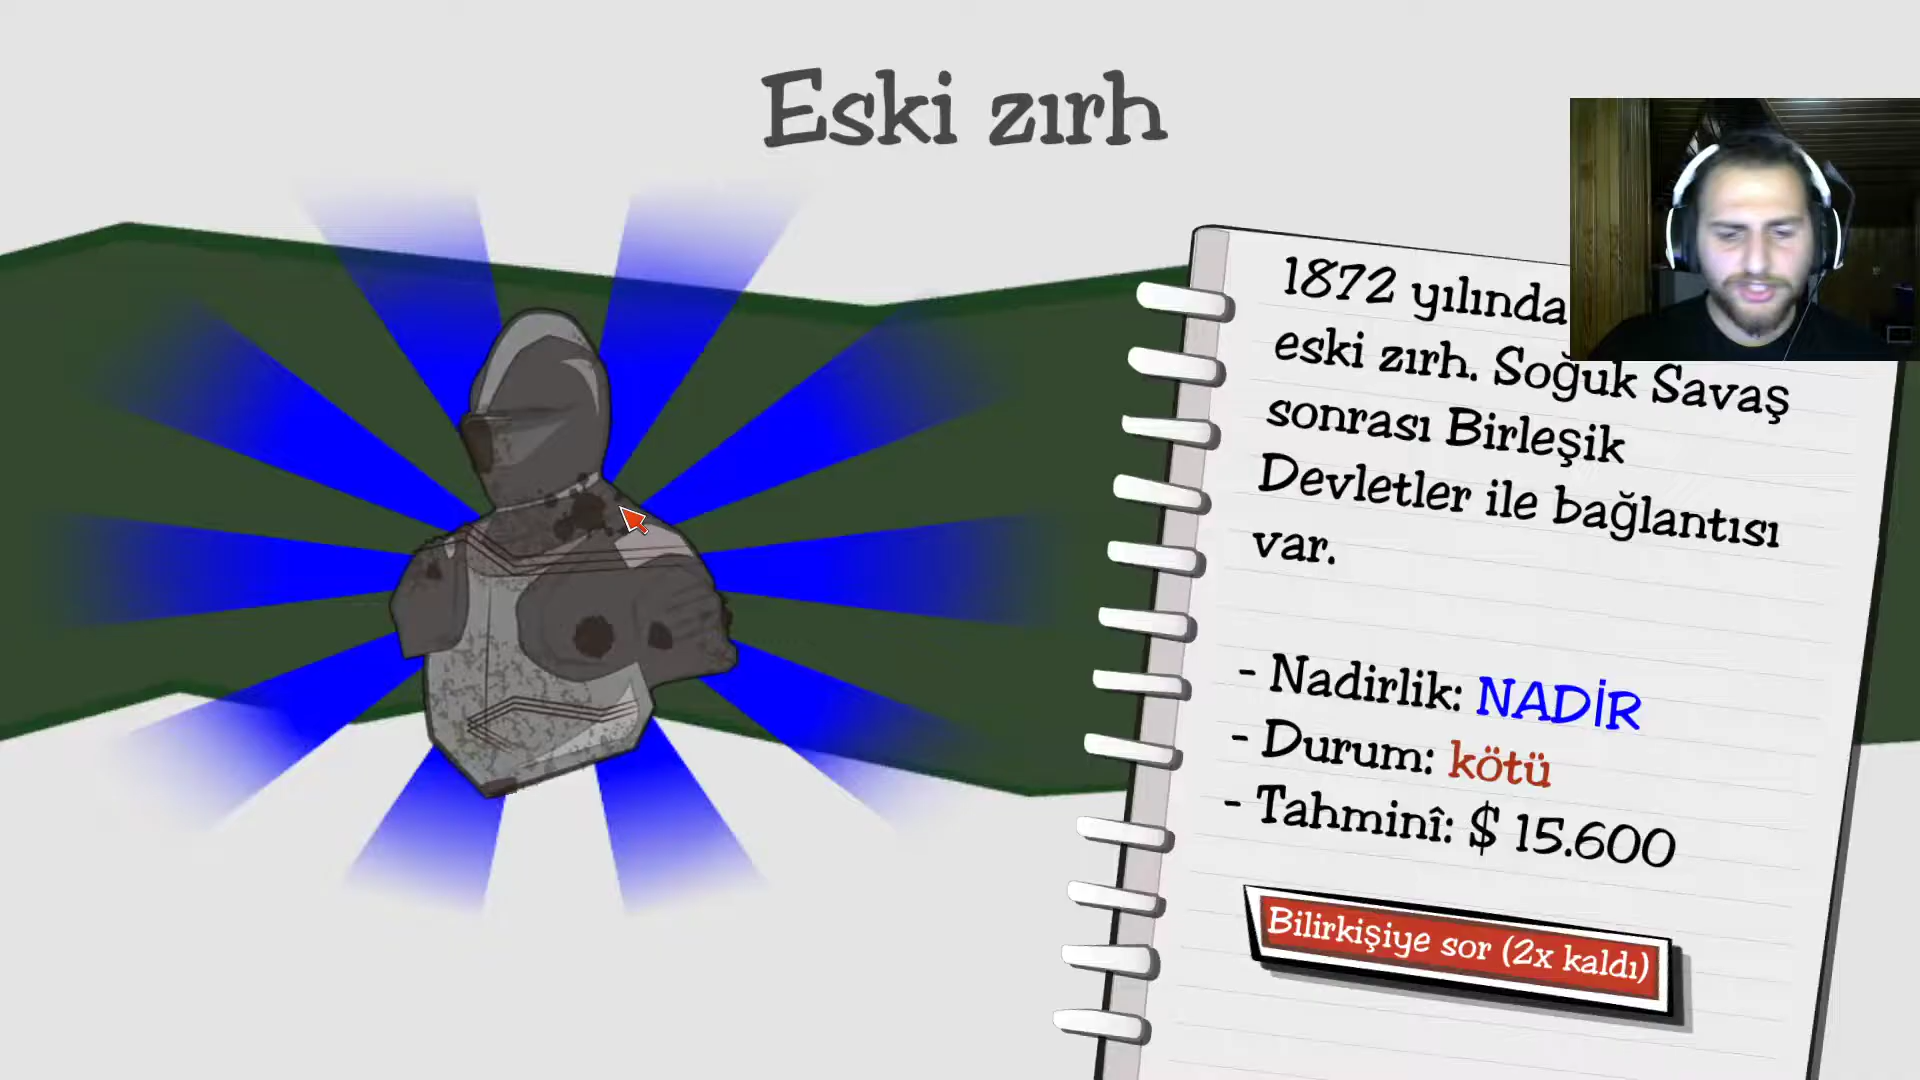 Eski zırh
1872 yılında
eski zırh. Soğuk Savaş
sonrası Birleşik
Devletler ile bağlantısı
var.
- Nadirlik: NADİR
- Durum: kötü
- Tahminî: $ 15.600
Bilirkişiye sor (2x kaldı)